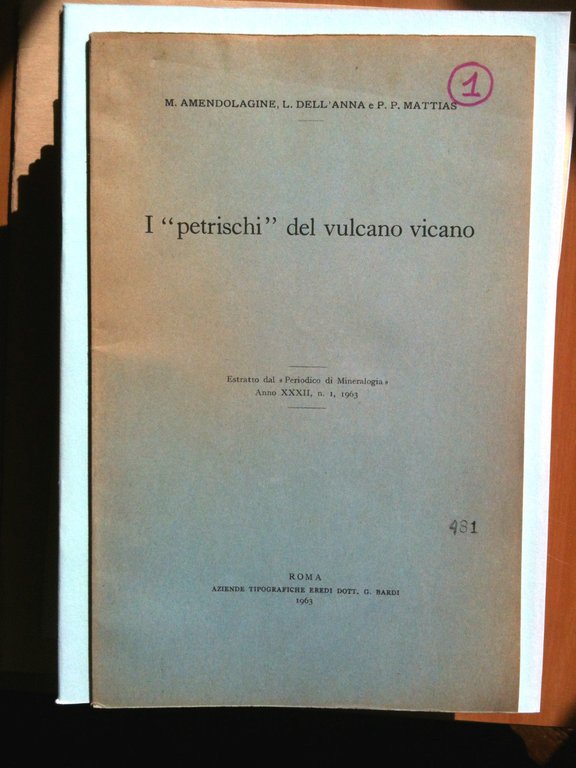 1
M. AMENDOLAGINE, L. DELL'ANNA e P. P. MATTIAS
I “petrischi” del vulcano vicano
Estratto dal « Periodico di Mineralogia »
Anno XXXII, n. 1, 1963
481
ROMA
AZIENDE TIPOGRAFICHE EREDI DOTT. G. BARDI
1963